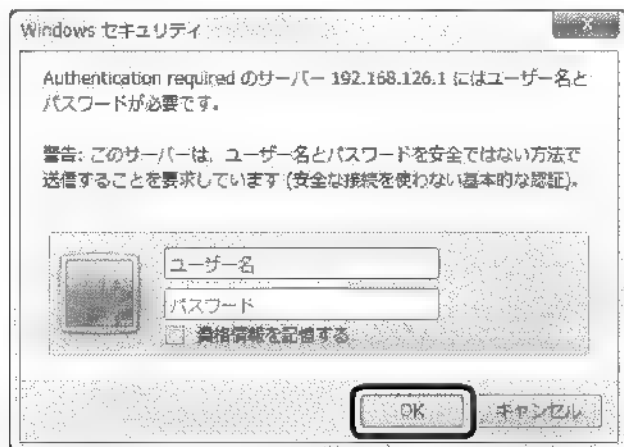 Windows セキュリティ
Authentication required のサーバー 192.168.126.1 にはユーザー名と
パスワードが必要です。
警告: このサーバーは、ユーザー名とパスワードを安全ではない方法で
送信することを要求しています (安全な接続を使わない基本的な認証)。
ユーザー名
パスワード
資格情報を記憶する
OK
キャンセル